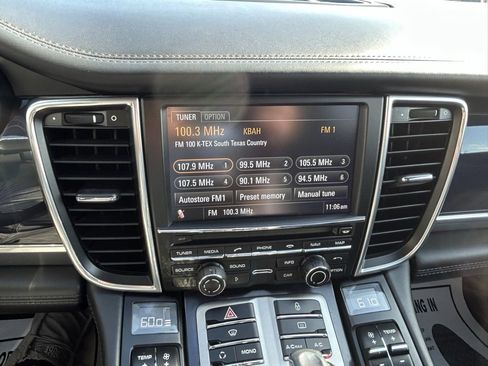 TUNER OPTION
100.3 MHz KBAH FM 1
FM 100 K-TEX South Texas Country
107.9 MHz 1 99.5 MHz 2 105.5 MHz 3
107.5 MHz 4 90.1 MHz 5 94.5 MHz 6
Autostore FM1 Preset memory Manual tune
FM 100.3 MHz 11:06am
TUNER MEDIA PHONE NAV MAP
SOURCE SOUND INFO OPTION
CAR
60.0 61.0
A/C
TEMP TEMP
ING IN